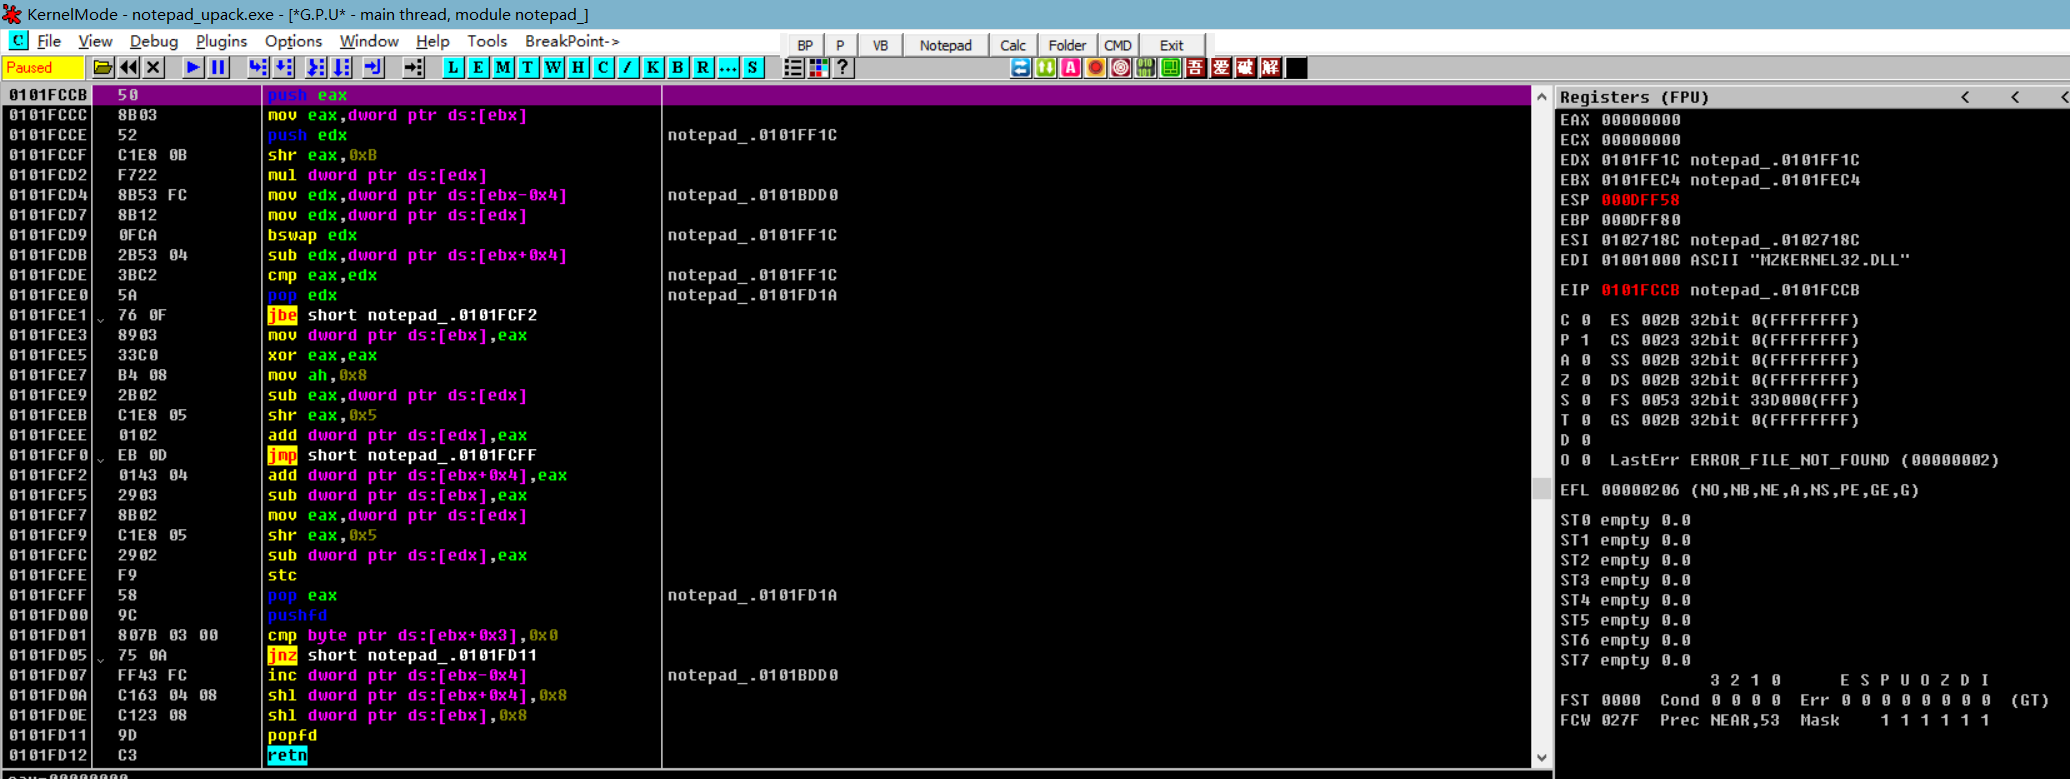 KernelMode - notepad_upack.exe - [*G.P.U* - main thread, module notepad_]
C File View Debug Plugins Options Window Help Tools BreakPoint->
BP P VB Notepad Calc Folder CMD Exit
Paused L E M T W H C / K B R ... S ? A 吾 爱 破 解
0101FCCB 50 push eax
0101FCCC 8B03 mov eax,dword ptr ds:[ebx]
0101FCCE 52 push edx notepad_.0101FF1C
0101FCCF C1E8 0B shr eax,0xB
0101FCD2 F722 mul dword ptr ds:[edx]
0101FCD4 8B53 FC mov edx,dword ptr ds:[ebx-0x4] notepad_.0101BDD0
0101FCD7 8B12 mov edx,dword ptr ds:[edx]
0101FCD9 0FCA bswap edx notepad_.0101FF1C
0101FCDB 2B53 04 sub edx,dword ptr ds:[ebx+0x4]
0101FCDE 3BC2 cmp eax,edx notepad_.0101FF1C
0101FCE0 5A pop edx notepad_.0101FD1A
0101FCE1 76 0F jbe short notepad_.0101FCF2
0101FCE3 8903 mov dword ptr ds:[ebx],eax
0101FCE5 33C0 xor eax,eax
0101FCE7 B4 08 mov ah,0x8
0101FCE9 2B02 sub eax,dword ptr ds:[edx]
0101FCEB C1E8 05 shr eax,0x5
0101FCEE 0102 add dword ptr ds:[edx],eax
0101FCF0 EB 0D jmp short notepad_.0101FCFF
0101FCF2 0143 04 add dword ptr ds:[ebx+0x4],eax
0101FCF5 2903 sub dword ptr ds:[ebx],eax
0101FCF7 8B02 mov eax,dword ptr ds:[edx]
0101FCF9 C1E8 05 shr eax,0x5
0101FCFC 2902 sub dword ptr ds:[edx],eax
0101FCFE F9 stc
0101FCFF 58 pop eax notepad_.0101FD1A
0101FD00 9C pushfd
0101FD01 807B 03 00 cmp byte ptr ds:[ebx+0x3],0x0
0101FD05 75 0A jnz short notepad_.0101FD11
0101FD07 FF43 FC inc dword ptr ds:[ebx-0x4] notepad_.0101BDD0
0101FD0A C163 04 08 shl dword ptr ds:[ebx+0x4],0x8
0101FD0E C123 08 shl dword ptr ds:[ebx],0x8
0101FD11 9D popfd
0101FD12 C3 retn
Registers (FPU) < < <
EAX 00000000
ECX 00000000
EDX 0101FF1C notepad_.0101FF1C
EBX 0101FEC4 notepad_.0101FEC4
ESP 000DFF58
EBP 000DFF80
ESI 0102718C notepad_.0102718C
EDI 01001000 ASCII "MZKERNEL32.DLL"
EIP 0101FCCB notepad_.0101FCCB
C 0 ES 002B 32bit 0(FFFFFFFF)
P 1 CS 0023 32bit 0(FFFFFFFF)
A 0 SS 002B 32bit 0(FFFFFFFF)
Z 0 DS 002B 32bit 0(FFFFFFFF)
S 0 FS 0053 32bit 33D000(FFF)
T 0 GS 002B 32bit 0(FFFFFFFF)
D 0
O 0 LastErr ERROR_FILE_NOT_FOUND (00000002)
EFL 00000206 (NO,NB,NE,A,NS,PE,GE,G)
ST0 empty 0.0
ST1 empty 0.0
ST2 empty 0.0
ST3 empty 0.0
ST4 empty 0.0
ST5 empty 0.0
ST6 empty 0.0
ST7 empty 0.0
3 2 1 0 E S P U O Z D I
FST 0000 Cond 0 0 0 0 Err 0 0 0 0 0 0 0 0 (GT)
FCW 027F Prec NEAR,53 Mask 1 1 1 1 1 1
eax=00000000